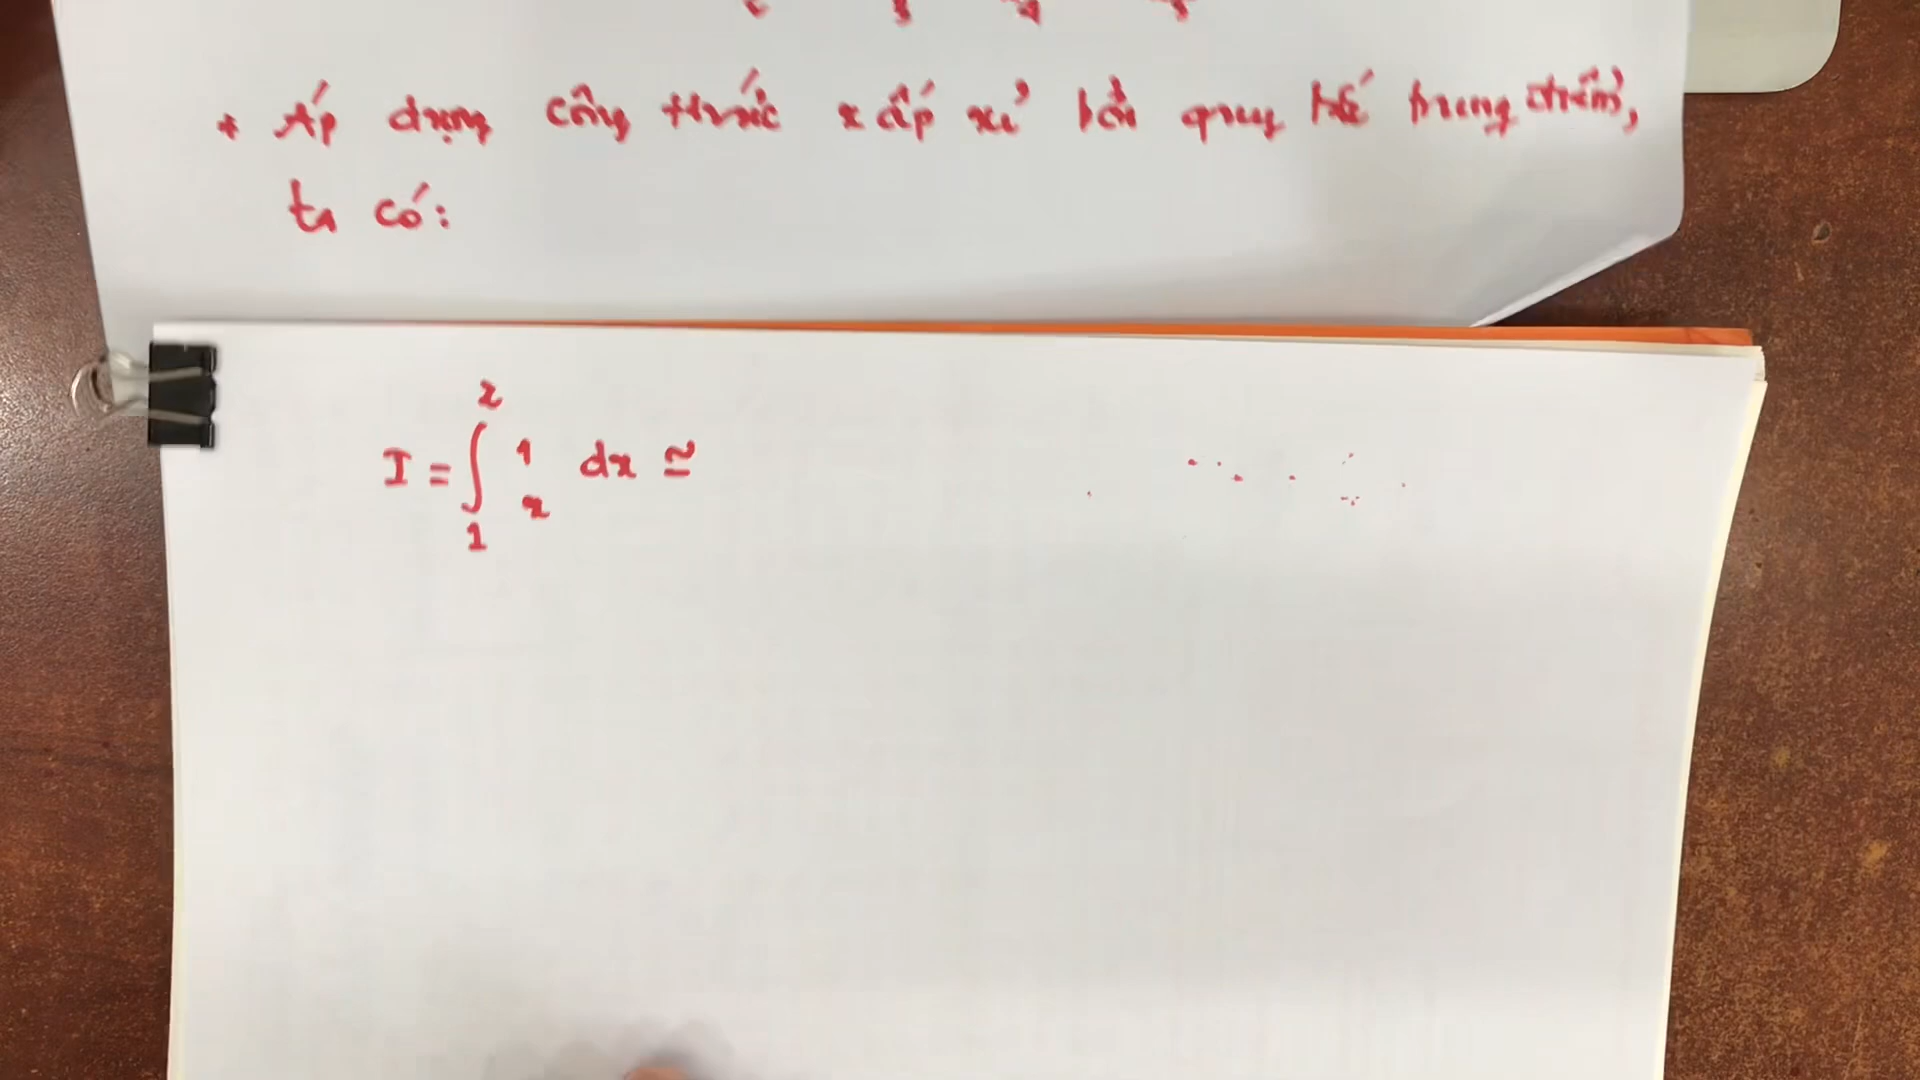 * Áp dụng công thức xấp xỉ bởi quy tắc trung điểm,
ta có:
I = ∫₁² 1/x dx ≅